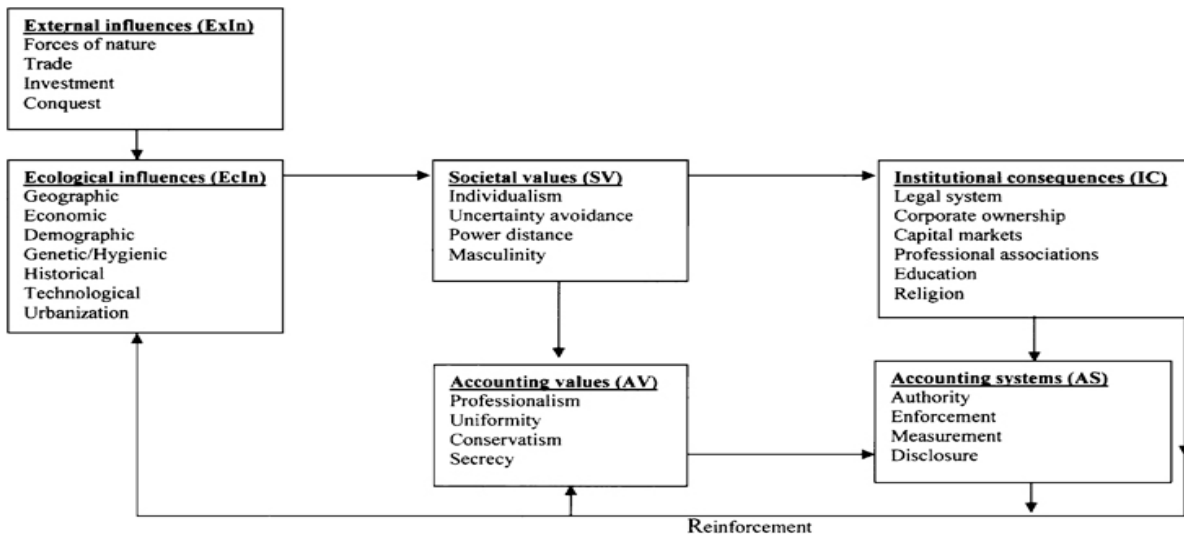 External influences (ExIn)
Forces of nature
Trade
Investment
Conquest
Ecological influences (EcIn)
Geographic
Economic
Demographic
Genetic/Hygienic
Historical
Technological
Urbanization
Societal values (SV)
Individualism
Uncertainty avoidance
Power distance
Masculinity
Institutional consequences (IC)
Legal system
Corporate ownership
Capital markets
Professional associations
Education
Religion
Accounting values (AV)
Professionalism
Uniformity
Conservatism
Secrecy
Accounting systems (AS)
Authority
Enforcement
Measurement
Disclosure
Reinforcement